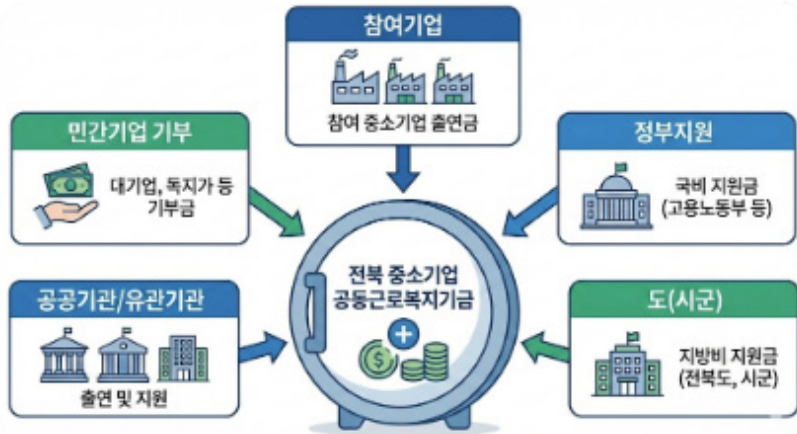 참여기업
참여 중소기업 출연금
민간기업 기부
대기업, 독지가 등
기부금
정부지원
국비 지원금
(고용노동부 등)
전북 중소기업
공동근로복지기금
공공기관/유관기관
출연 및 지원
도(시군)
지방비 지원금
(전북도, 시군)